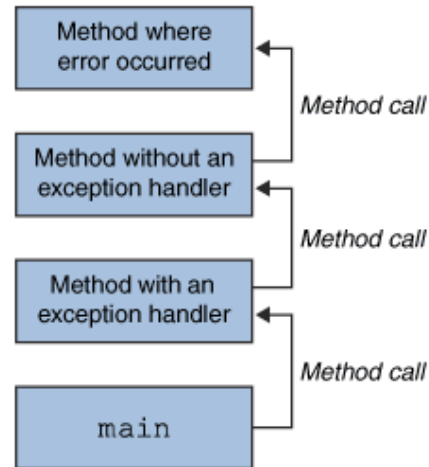 Method where
error occurred
Method call
Method without an
exception handler
Method call
Method with an
exception handler
Method call
main